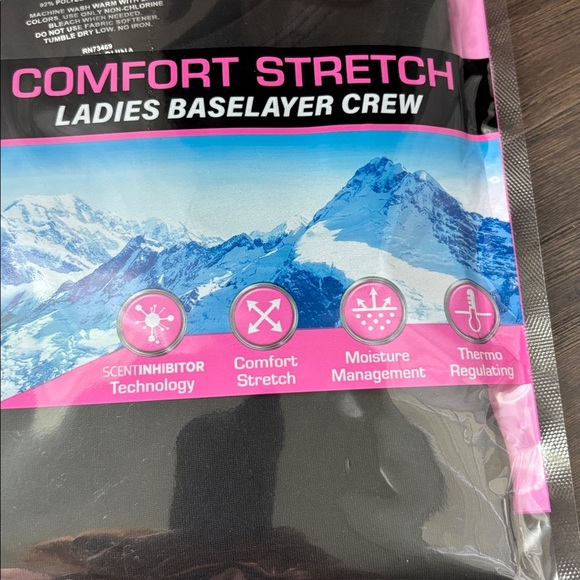 MACHINE WASH WARM WITH
COLORS. USE ONLY NON-CHLORINE
BLEACH WHEN NEEDED.
DO NOT USE FABRIC SOFTENER.
TUMBLE DRY LOW. NO IRON.
RN73469
COMFORT STRETCH
LADIES BASELAYER CREW
SCENTINHIBITOR Technology
Comfort Stretch
Moisture Management
Thermo Regulating